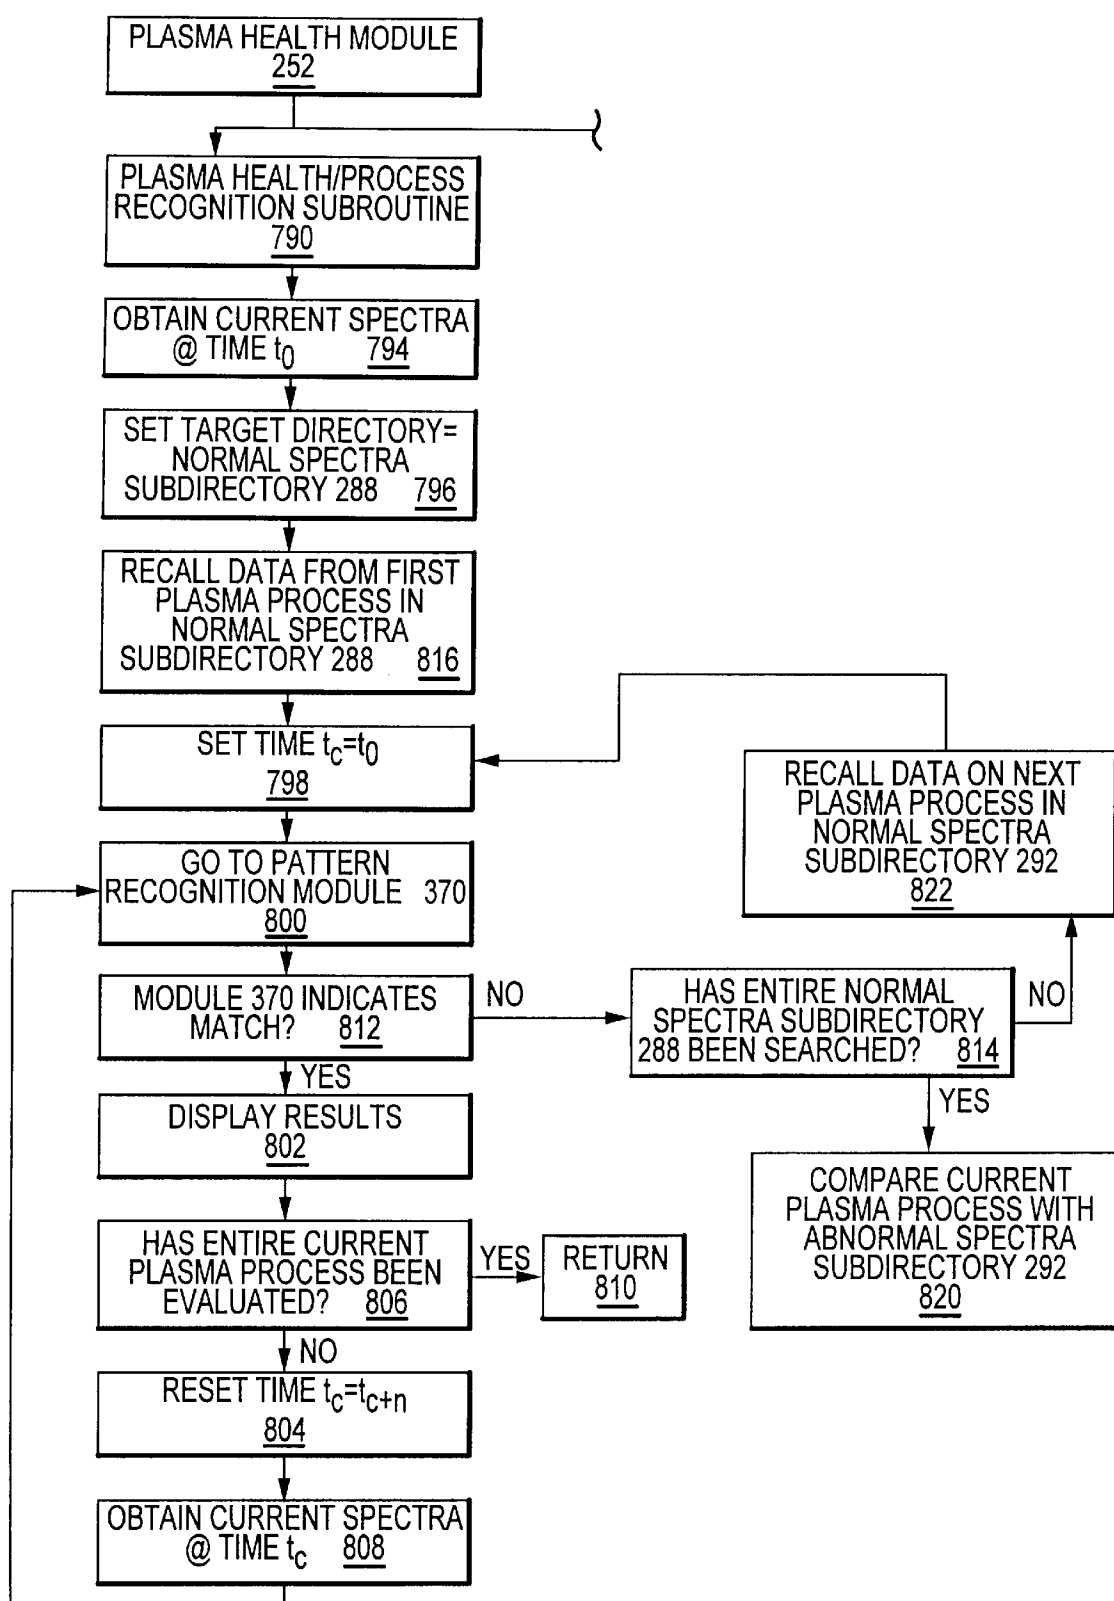 PLASMA HEALTH MODULE
252
PLASMA HEALTH/PROCESS
RECOGNITION SUBROUTINE
790
OBTAIN CURRENT SPECTRA
@ TIME t0 794
SET TARGET DIRECTORY=
NORMAL SPECTRA
SUBDIRECTORY 288 796
RECALL DATA FROM FIRST
PLASMA PROCESS IN
NORMAL SPECTRA
SUBDIRECTORY 288 816
SET TIME tc=t0
798
RECALL DATA ON NEXT
PLASMA PROCESS IN
NORMAL SPECTRA
SUBDIRECTORY 292
822
GO TO PATTERN
RECOGNITION MODULE 370
800
MODULE 370 INDICATES
MATCH? 812
NO
HAS ENTIRE NORMAL
SPECTRA SUBDIRECTORY
288 BEEN SEARCHED? 814
NO
YES
YES
DISPLAY RESULTS
802
COMPARE CURRENT
PLASMA PROCESS WITH
ABNORMAL SPECTRA
SUBDIRECTORY 292
820
HAS ENTIRE CURRENT
PLASMA PROCESS BEEN
EVALUATED? 806
YES
RETURN
810
NO
RESET TIME tc=tc+n
804
OBTAIN CURRENT SPECTRA
@ TIME tc 808